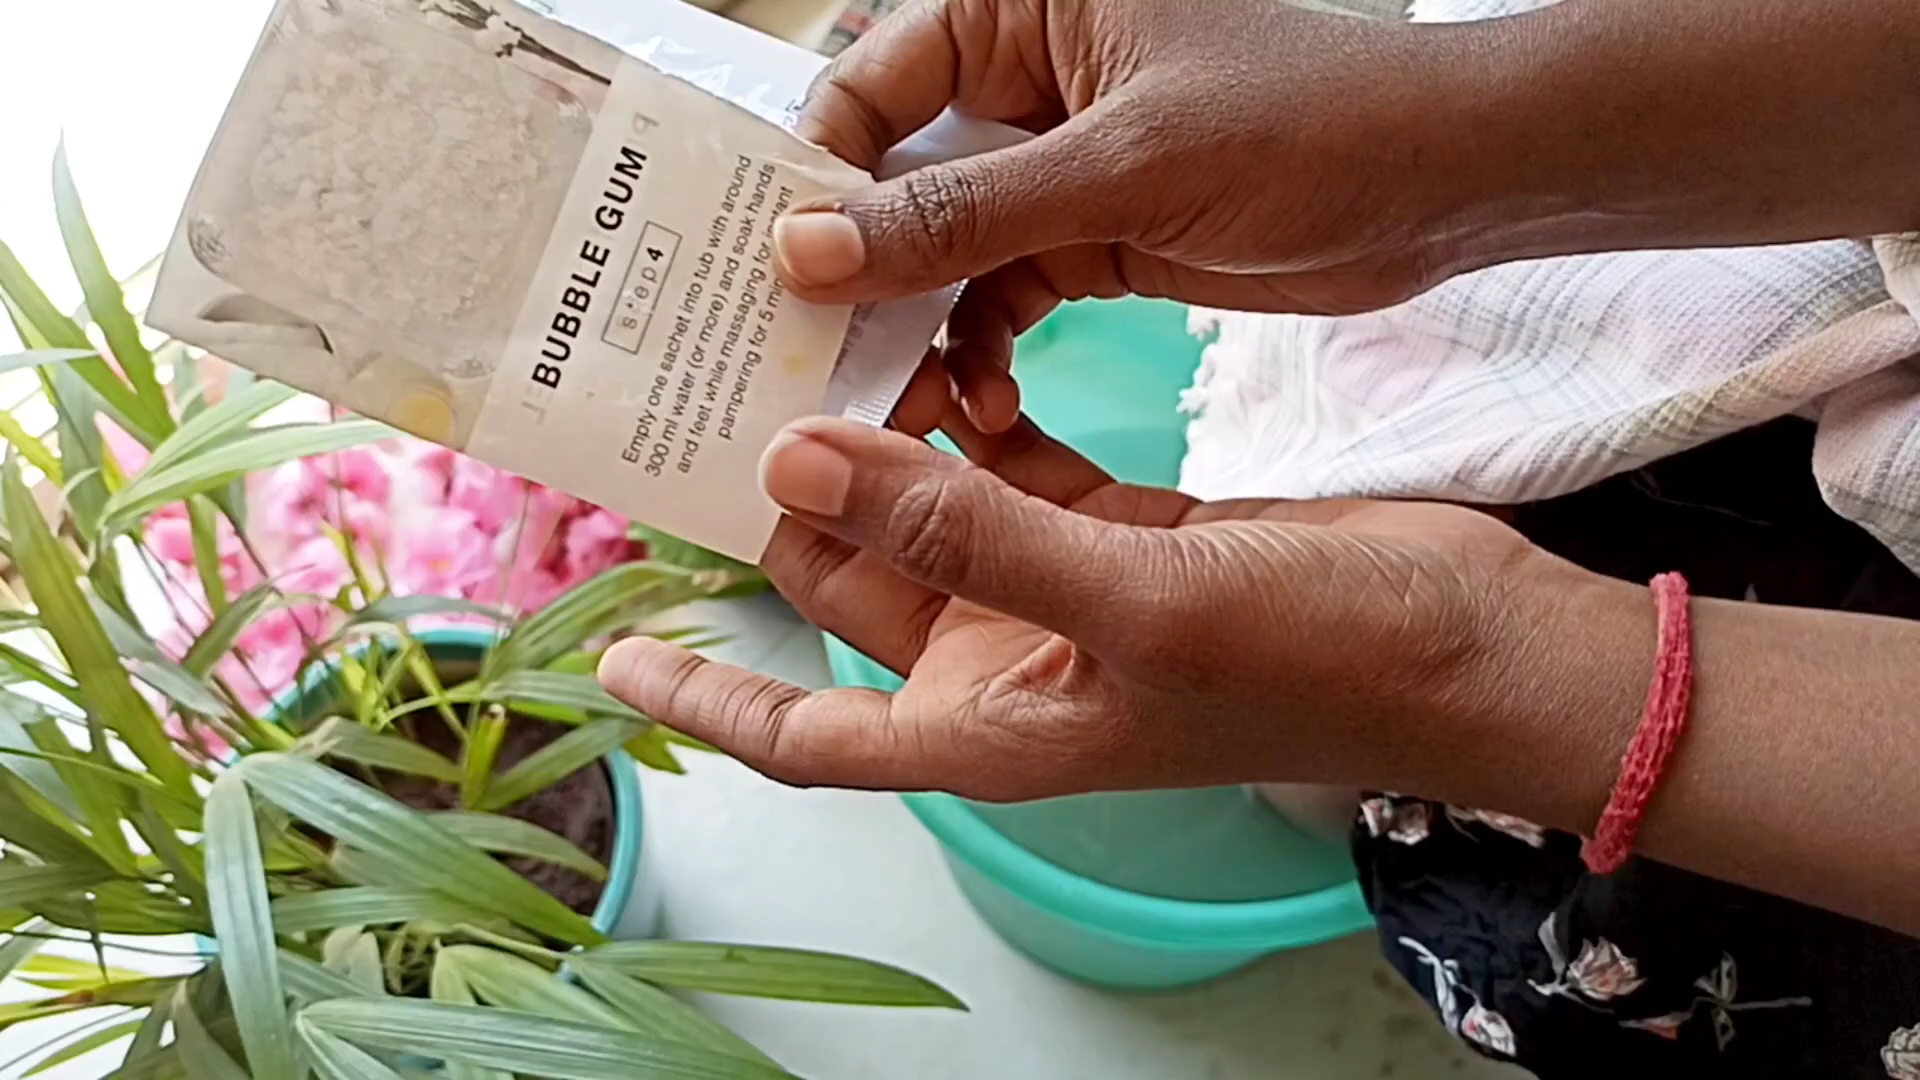 BUBBLE GUM
step 4
Empty one sachet into tub with around
300 ml water (or more) and soak hands
and feet while massaging for instant
pampering for 5 min